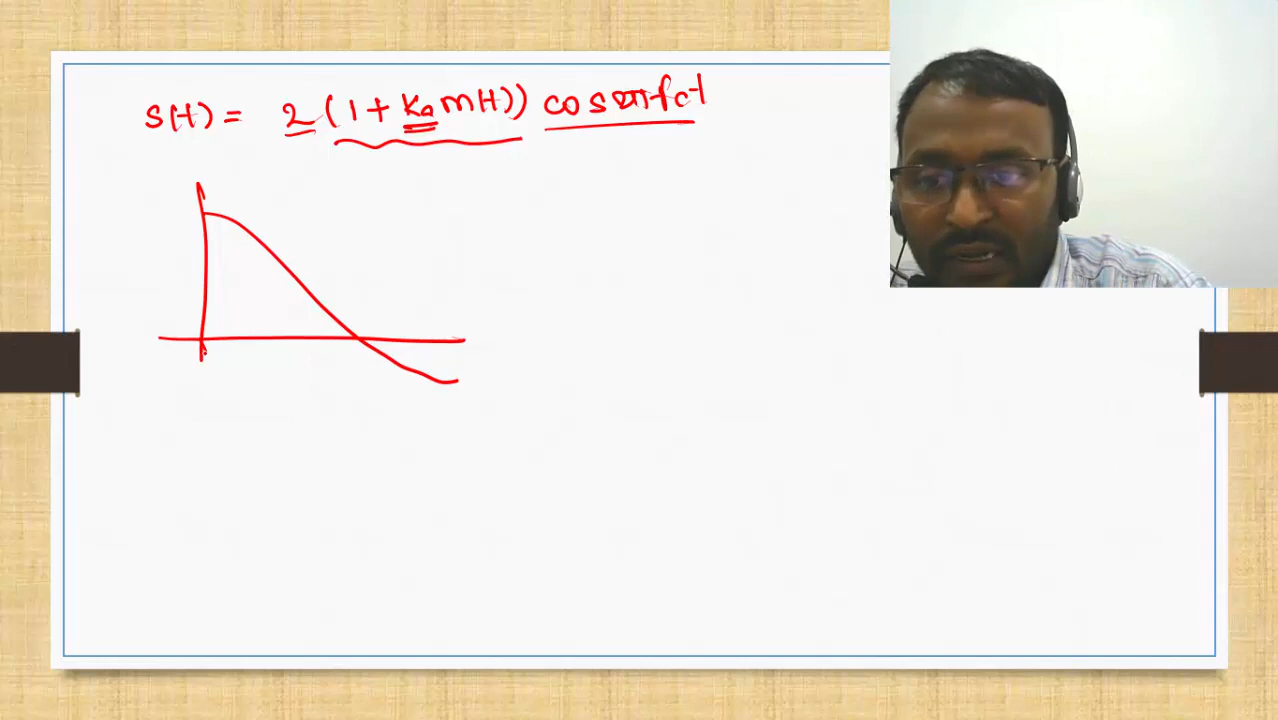 s(t) = 2 (1 + kₐ m(t)) cos 2πfct